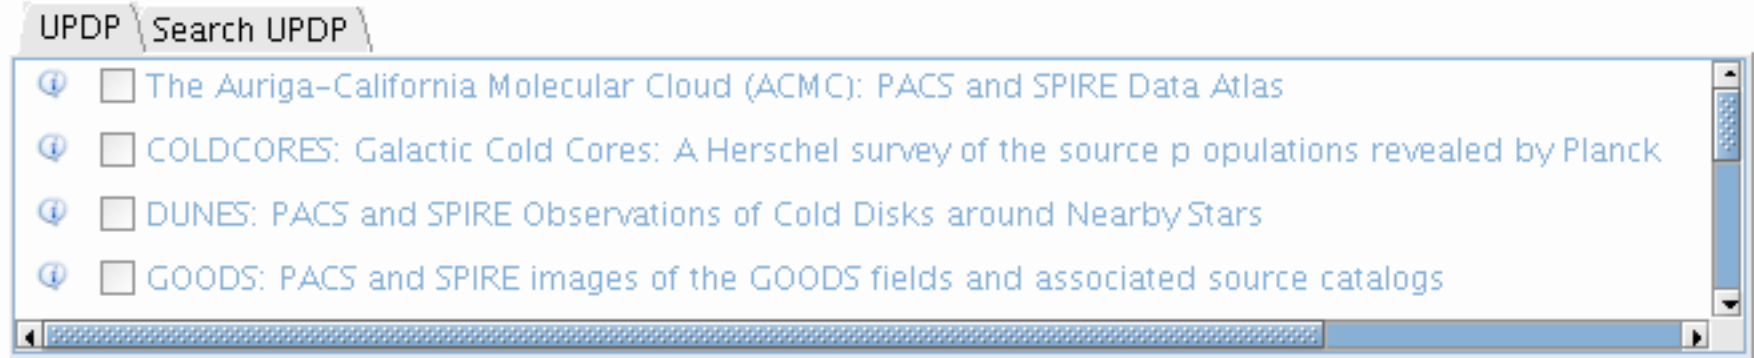 UPDP Search UPDP
The Auriga-California Molecular Cloud (ACMC): PACS and SPIRE Data Atlas
COLDCORES: Galactic Cold Cores: A Herschel survey of the source p opulations revealed by Planck
DUNES: PACS and SPIRE Observations of Cold Disks around Nearby Stars
GOODS: PACS and SPIRE images of the GOODS fields and associated source catalogs